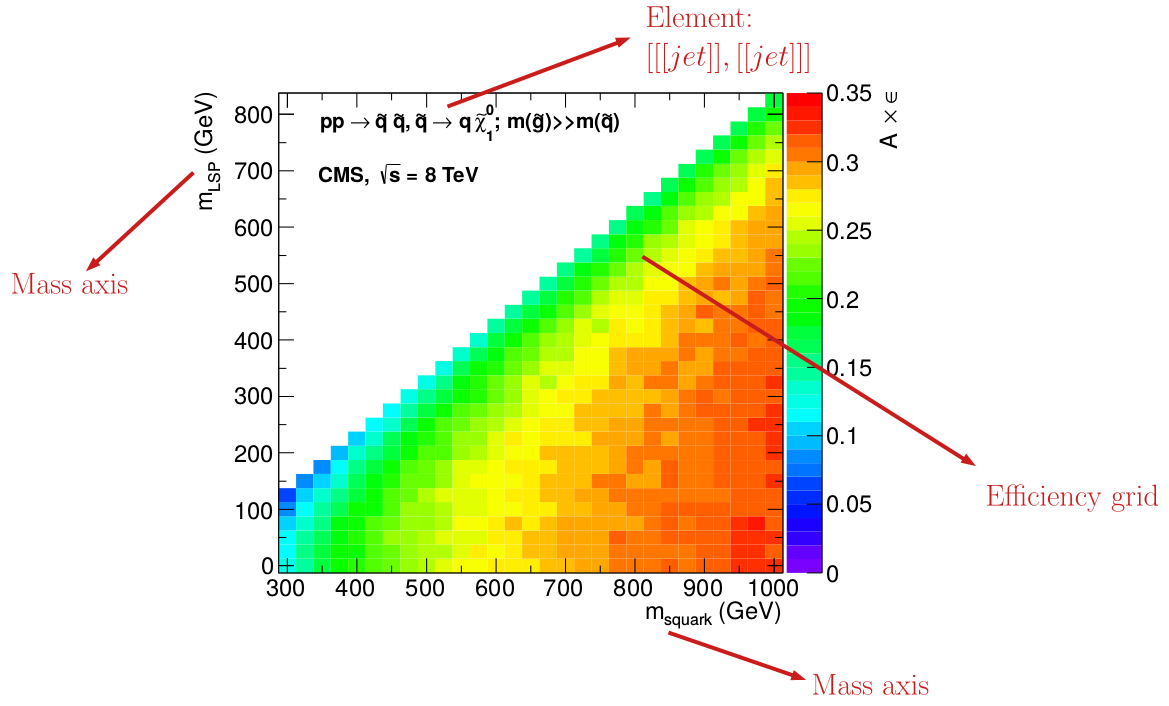 Element:
[[[jet]], [[jet]]]
pp → q̃ q̃, q̃ → q χ̃⁰₁; m(g̃)>>m(q̃)
CMS, √s = 8 TeV
m_LSP (GeV)
800
700
600
500
400
300
200
100
0
300 400 500 600 700 800 900 1000
m_squark (GeV)
A × ϵ
0.35
0.3
0.25
0.2
0.15
0.1
0.05
0
Mass axis
Efficiency grid
Mass axis